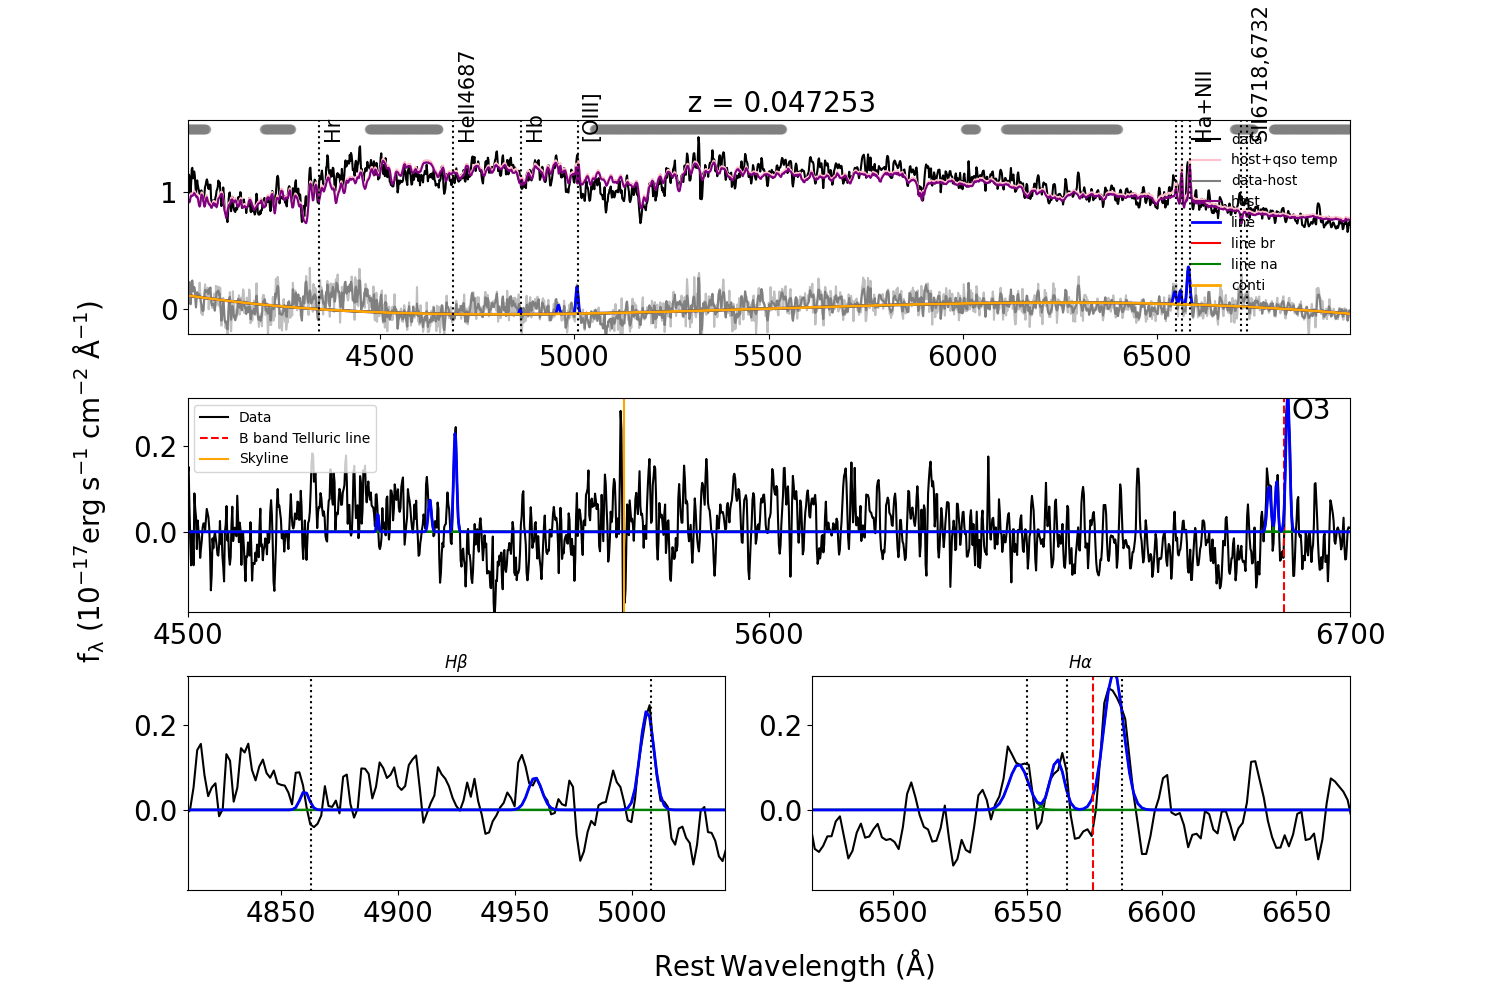 z = 0.047253
Hr
HeII4687
Hb
[OIII]
Ha+NII
SII6718,6732
data
host+qso temp
data-host
host
line
line br
line na
conti
1
0
4500 5000 5500 6000 6500
fλ (10⁻¹⁷erg s⁻¹ cm⁻² Å⁻¹)
Data
B band Telluric line
Skyline
O3
0.2
0.0
4500 5600 6700
Hβ
0.2
0.0
4850 4900 4950 5000
Hα
0.2
0.0
6500 6550 6600 6650
Rest Wavelength (Å)